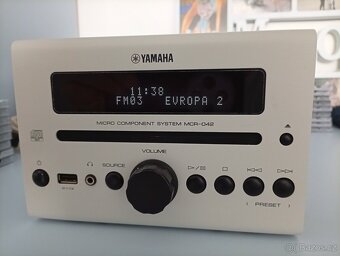 YAMAHA
11:38
FM03 EVROPA 2
MICRO COMPONENT SYSTEM MCR-042
VOLUME
SOURCE
( PRESET )